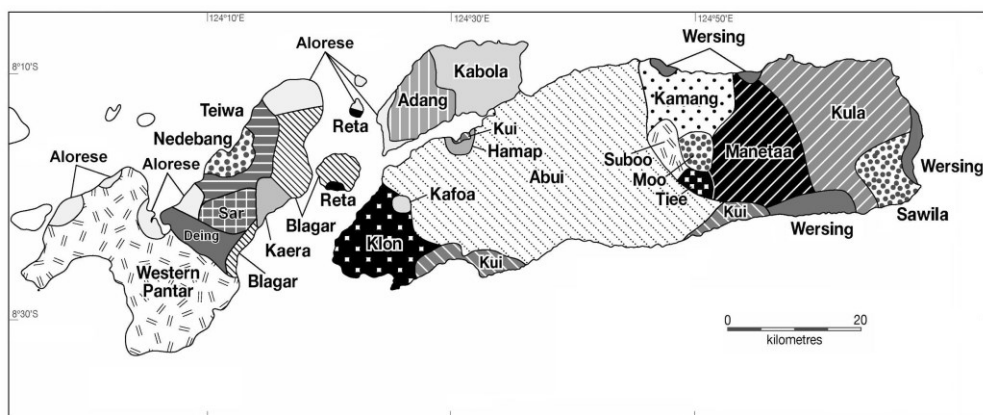 124°10'E
124°30'E
124°50'E
8°10'S
8°30'S
Alorese
Wersing
Kabola
Adang
Kamang
Teiwa
Reta
Kula
Nedebang
Kui
Hamap
Suboo
Manetaa
Alorese
Alorese
Moo
Abui
Wersing
Tiee
Reta
Kafoa
Sar
Blagar
Kui
Sawila
Deing
Kaera
Klon
Wersing
Western
Pantar
Blagar
Kui
0
20
kilometres